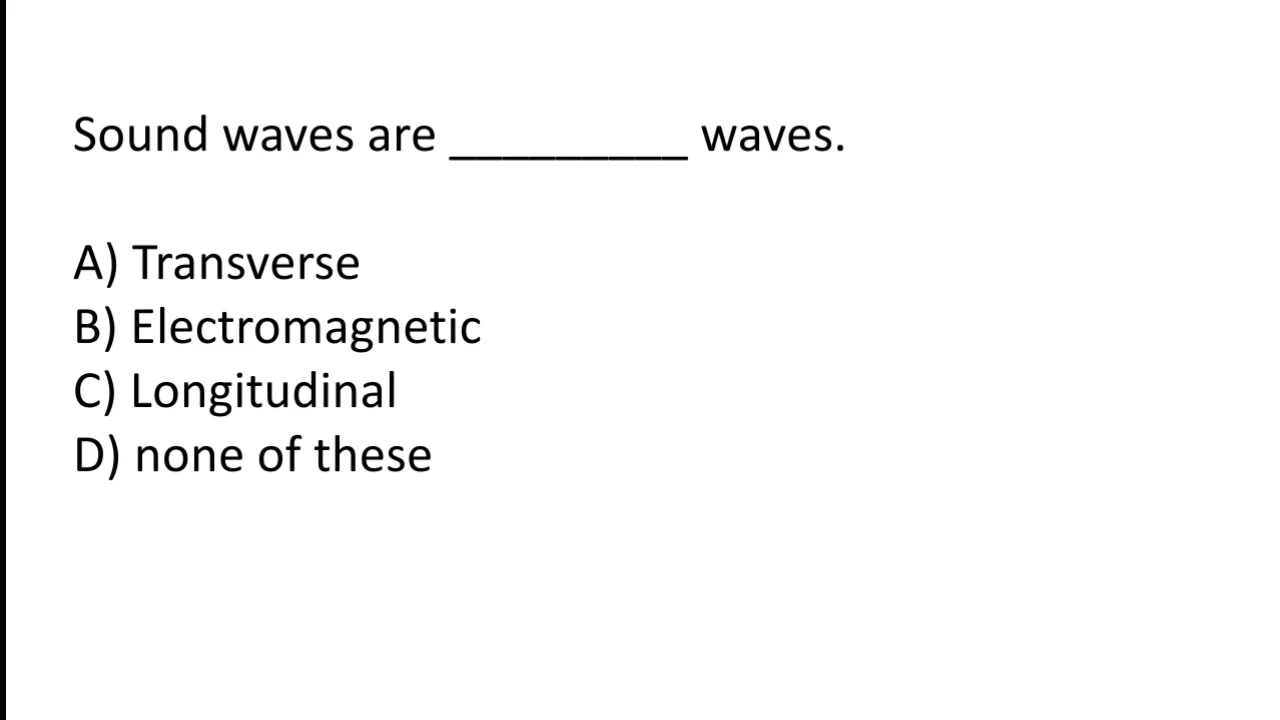 Sound waves are _________ waves.
A) Transverse
B) Electromagnetic
C) Longitudinal
D) none of these